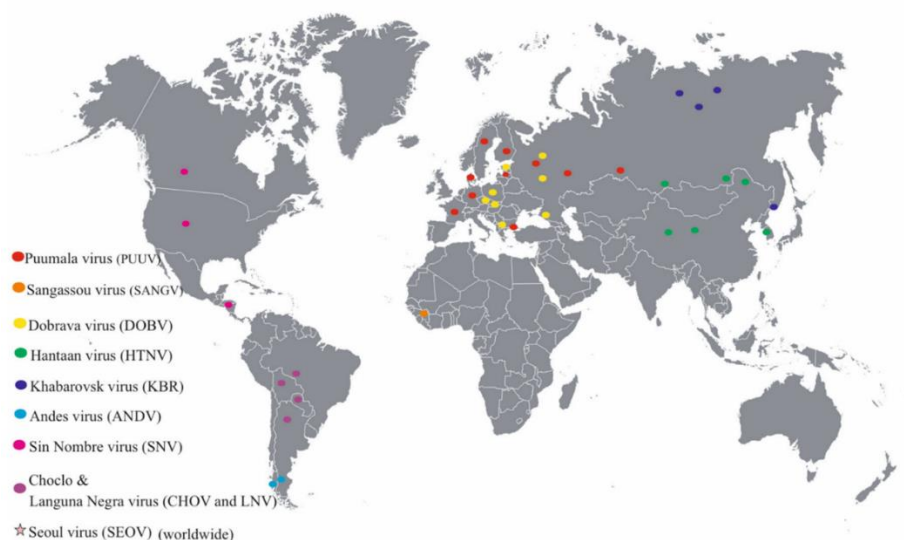 Puumala virus (PUUV)
Sangassou virus (SANGV)
Dobrava virus (DOBV)
Hantaan virus (HTNV)
Khabarovsk virus (KBR)
Andes virus (ANDV)
Sin Nombre virus (SNV)
Choclo &
Languna Negra virus (CHOV and LNV)
Seoul virus (SEOV) (worldwide)